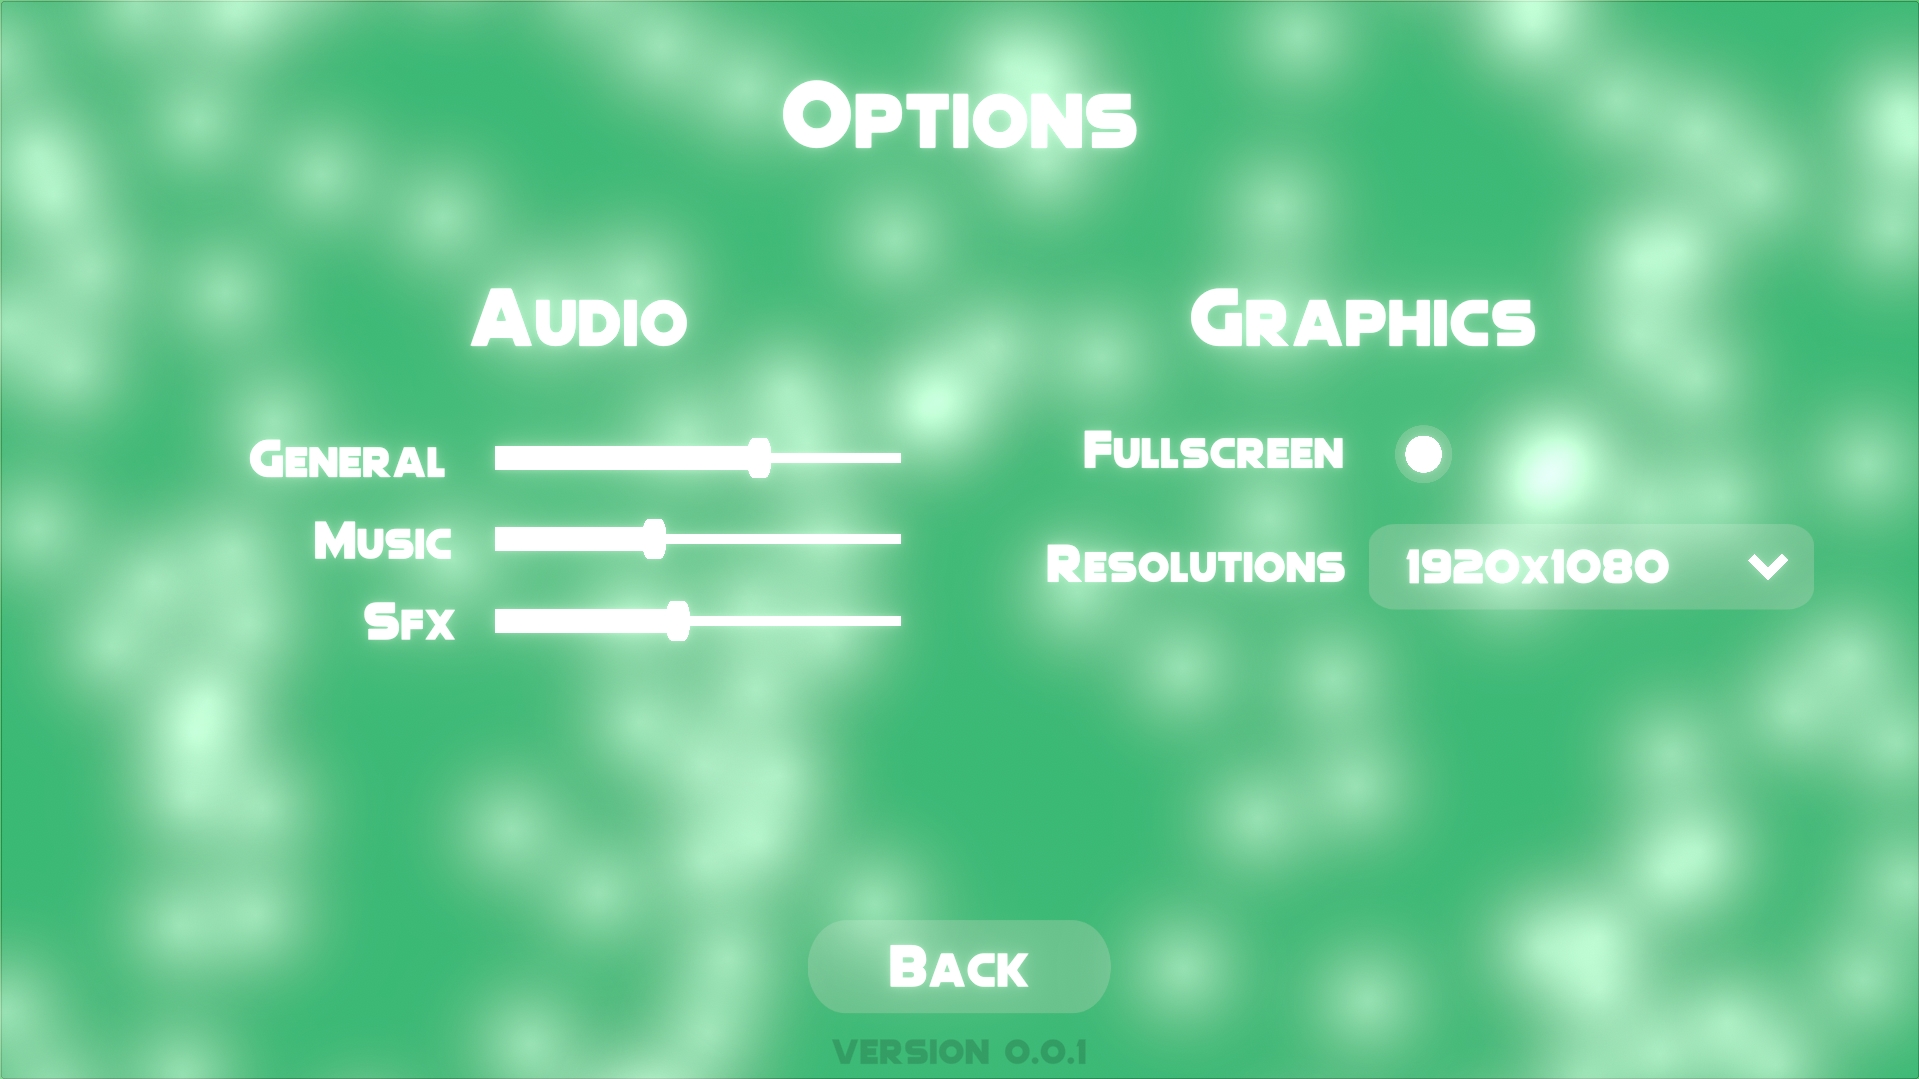 Options
Audio
General
Music
Sfx
Graphics
Fullscreen
Resolutions 1920x1080
Back
VERSION 0.0.1